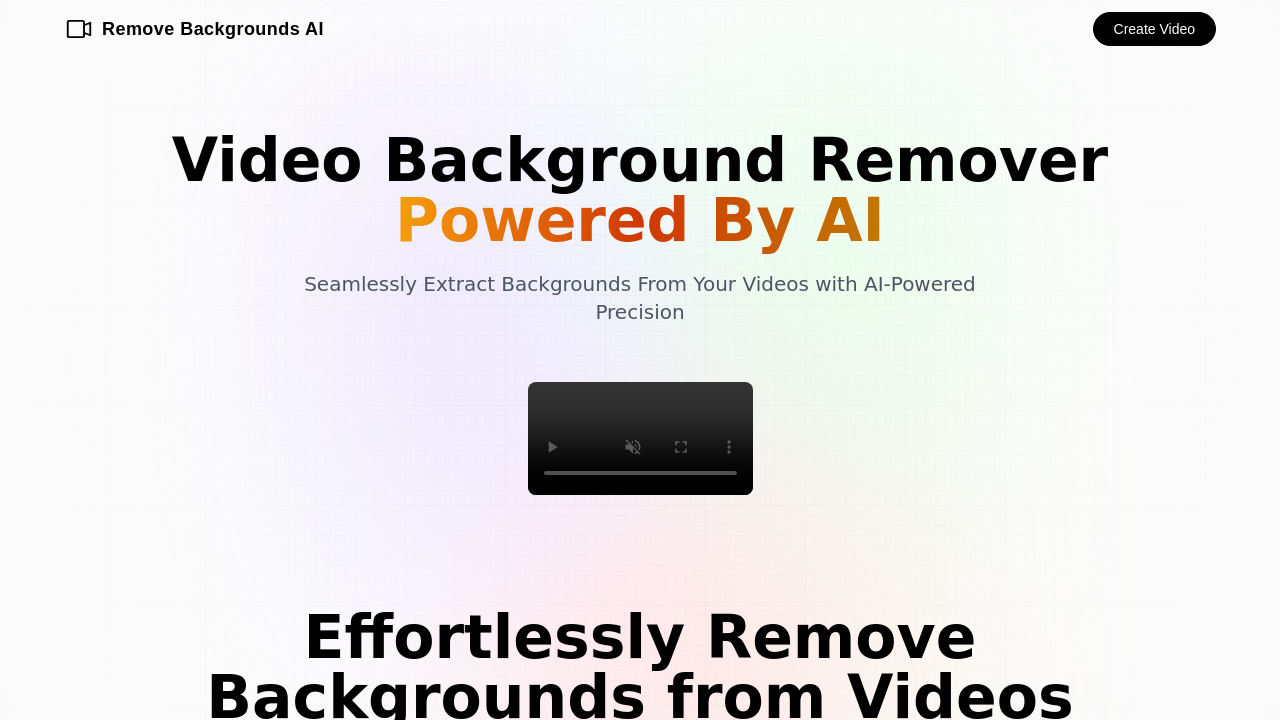 Remove Backgrounds AI
Create Video
Video Background Remover
Powered By AI
Seamlessly Extract Backgrounds From Your Videos with AI-Powered
Precision
Effortlessly Remove
Backgrounds from Videos